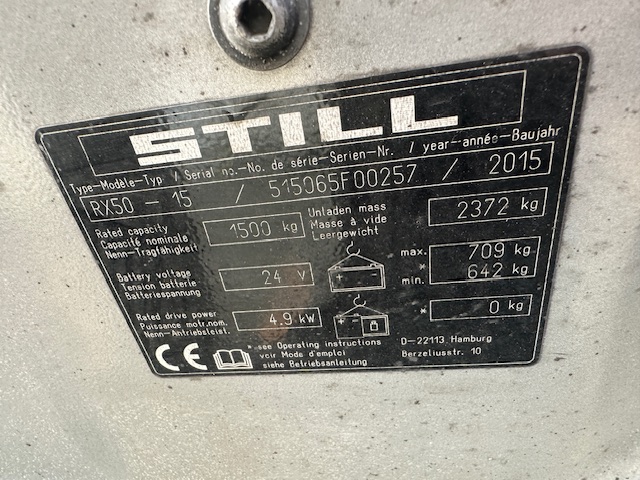 STILL
Type-Modèle-Typ / Serial no.-No. de série-Serien-Nr. / year-année-Baujahr
RX50 - 15 / 515065F00257 / 2015
Rated capacity
Capacité nominale
Nenn-Tragfähigkeit
1500 kg
Unladen mass
Masse à vide
Leergewicht
2372 kg
Battery voltage
Tension batterie
Batteriespannung
24 V
max. 709 kg
*
min. 642 kg
Rated drive power
Puissance motr.nom.
Nenn-Antriebsleist.
4.9 kW
* 0 kg
CE
* see Operating instructions
voir Mode d'emploi
siehe Betriebsanleitung
D-22113 Hamburg
Berzeliusstr. 10